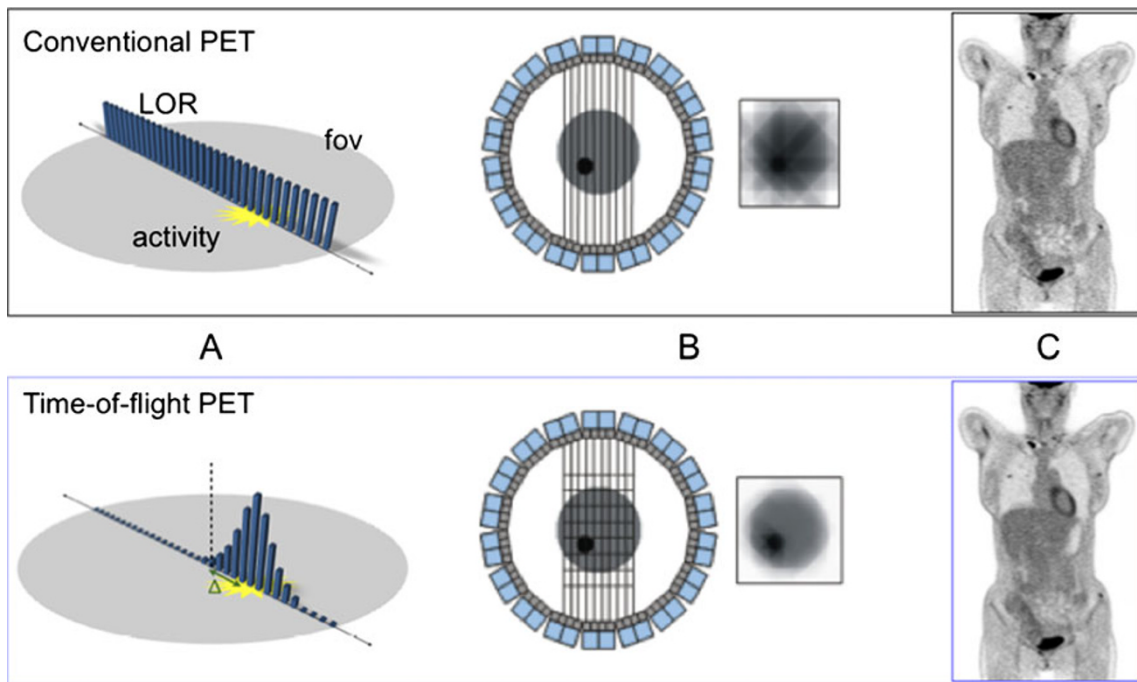 Conventional PET
LOR
fov
activity
A
B
C
Time-of-flight PET
Δ